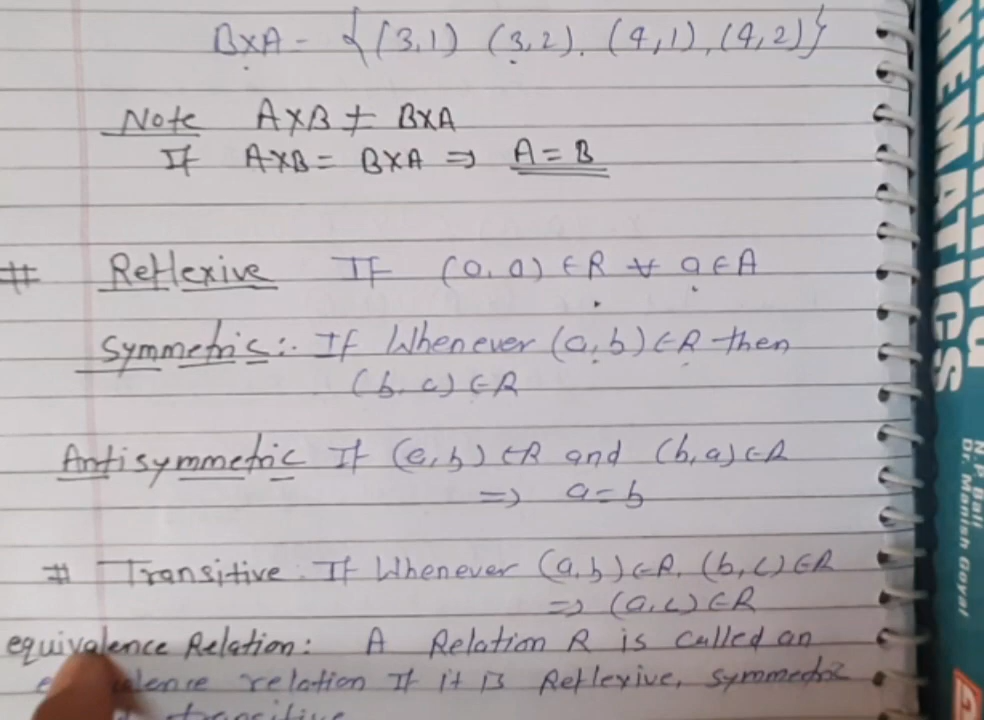 B×A - {(3,1) (3,2), (4,1), (4,2)}
Note A×B ≠ B×A
If A×B = B×A ⇒ A = B
# Reflexive If (a,a) ∈ R ∀ a ∈ A
Symmetric:- If Whenever (a,b) ∈ R then
(b,c) ∈ R
Antisymmetric If (a,b) ∈ R and (b,a) ∈ R
⇒ a = b
# Transitive: If Whenever (a,b) ∈ R, (b,c) ∈ R
⇒ (a,c) ∈ R
equivalence Relation: A Relation R is called an
relation If it is Reflexive, Symmetric
transitive
N.P. Bali
Dr. Manish Goyal